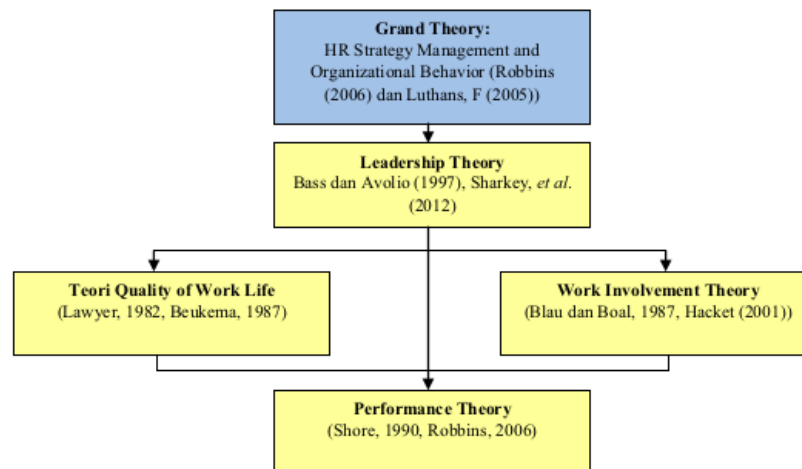 Grand Theory:
HR Strategy Management and
Organizational Behavior (Robbins
(2006) dan Luthans, F (2005))
Leadership Theory
Bass dan Avolio (1997), Sharkey, et al.
(2012)
Teori Quality of Work Life
(Lawyer, 1982, Beukema, 1987)
Work Involvement Theory
(Blau dan Boal, 1987, Hacket (2001))
Performance Theory
(Shore, 1990, Robbins, 2006)